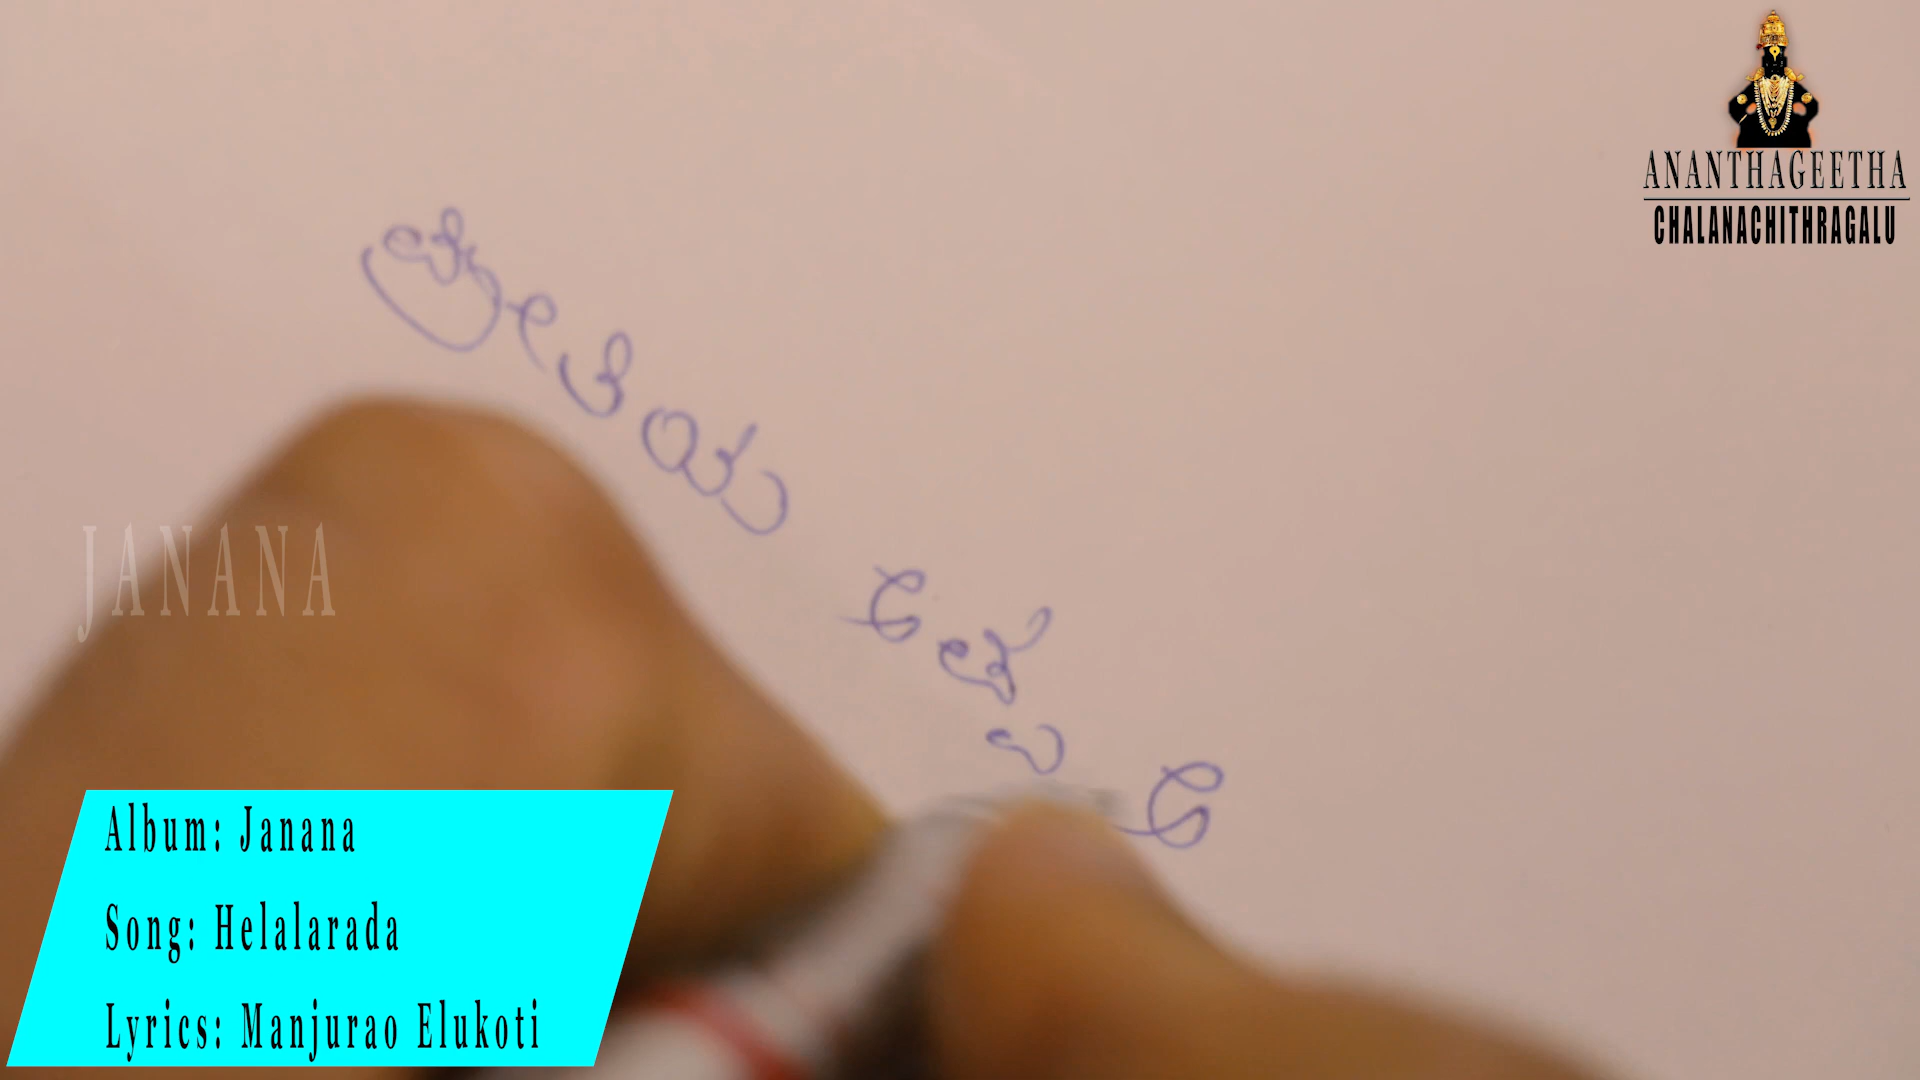 ಪ್ರೀತಿಯ
ANANTHAGEETHA
CHALANACHITHRAGALU
JANANA
Album: Janana
Song: Helalarada
Lyrics: Manjurao Elukoti